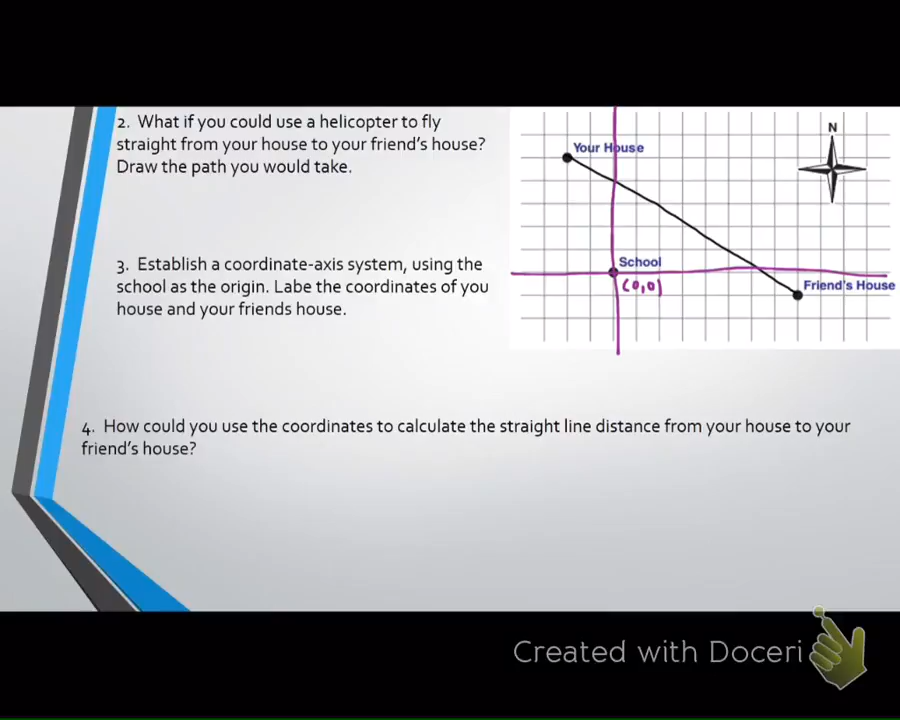 2. What if you could use a helicopter to fly
straight from your house to your friend's house?
Draw the path you would take.
N
Your House
3. Establish a coordinate-axis system, using the
school as the origin. Labe the coordinates of you
house and your friends house.
School
(0,0)
Friend's House
4. How could you use the coordinates to calculate the straight line distance from your house to your
friend's house?
Created with Doceri